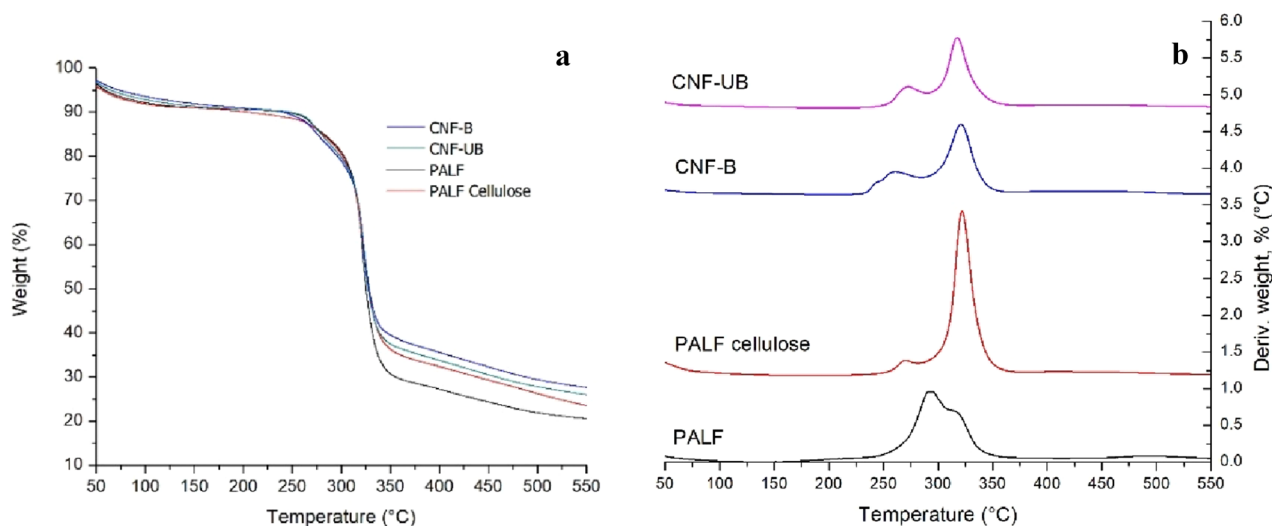 a
100
90
80
70
60
50
40
30
20
10
Weight (%)
CNF-B
CNF-UB
PALF
PALF Cellulose
50 100 150 200 250 300 350 400 450 500 550
Temperature (°C)
b
CNF-UB
CNF-B
PALF cellulose
PALF
6.0
5.5
5.0
4.5
4.0
3.5
3.0
2.5
2.0
1.5
1.0
0.5
0.0
Deriv. weight, % (°C)
50 100 150 200 250 300 350 400 450 500 550
Temperature (°C)